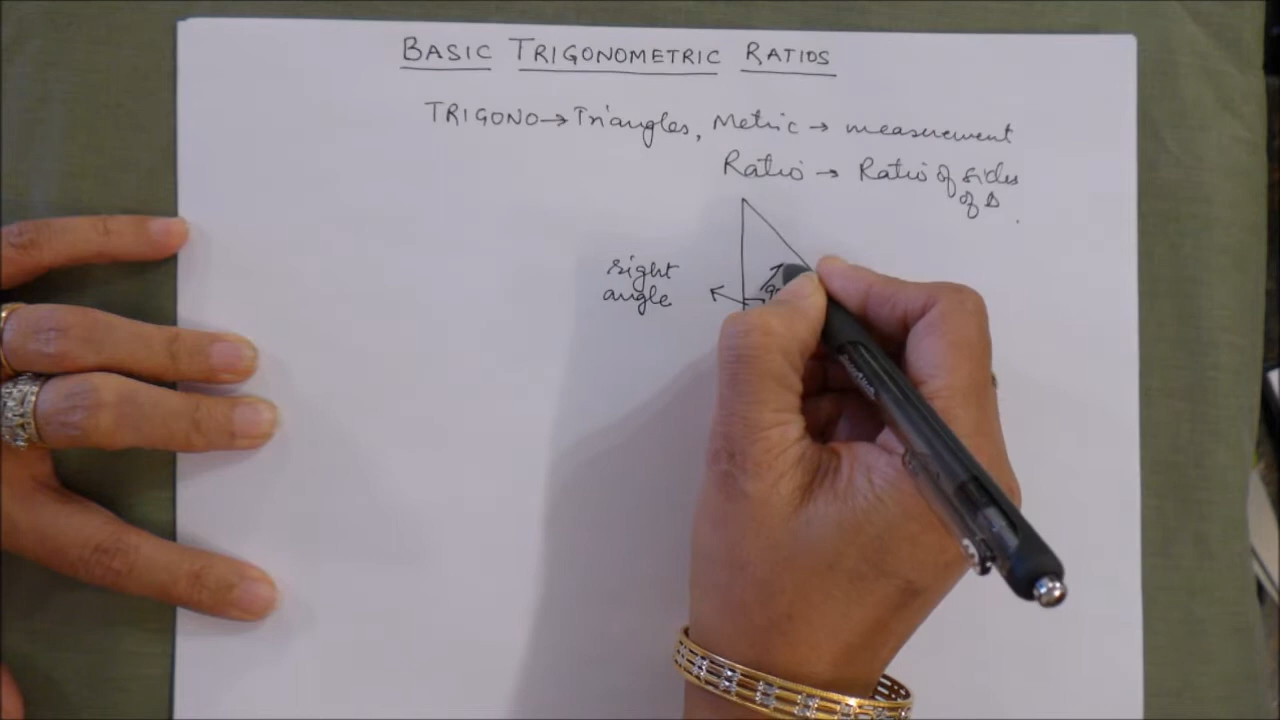 BASIC TRIGONOMETRIC RATIOS
TRIGONO → Triangles, Metric → measurement
Ratio → Ratio of sides
of Δ
right
angle